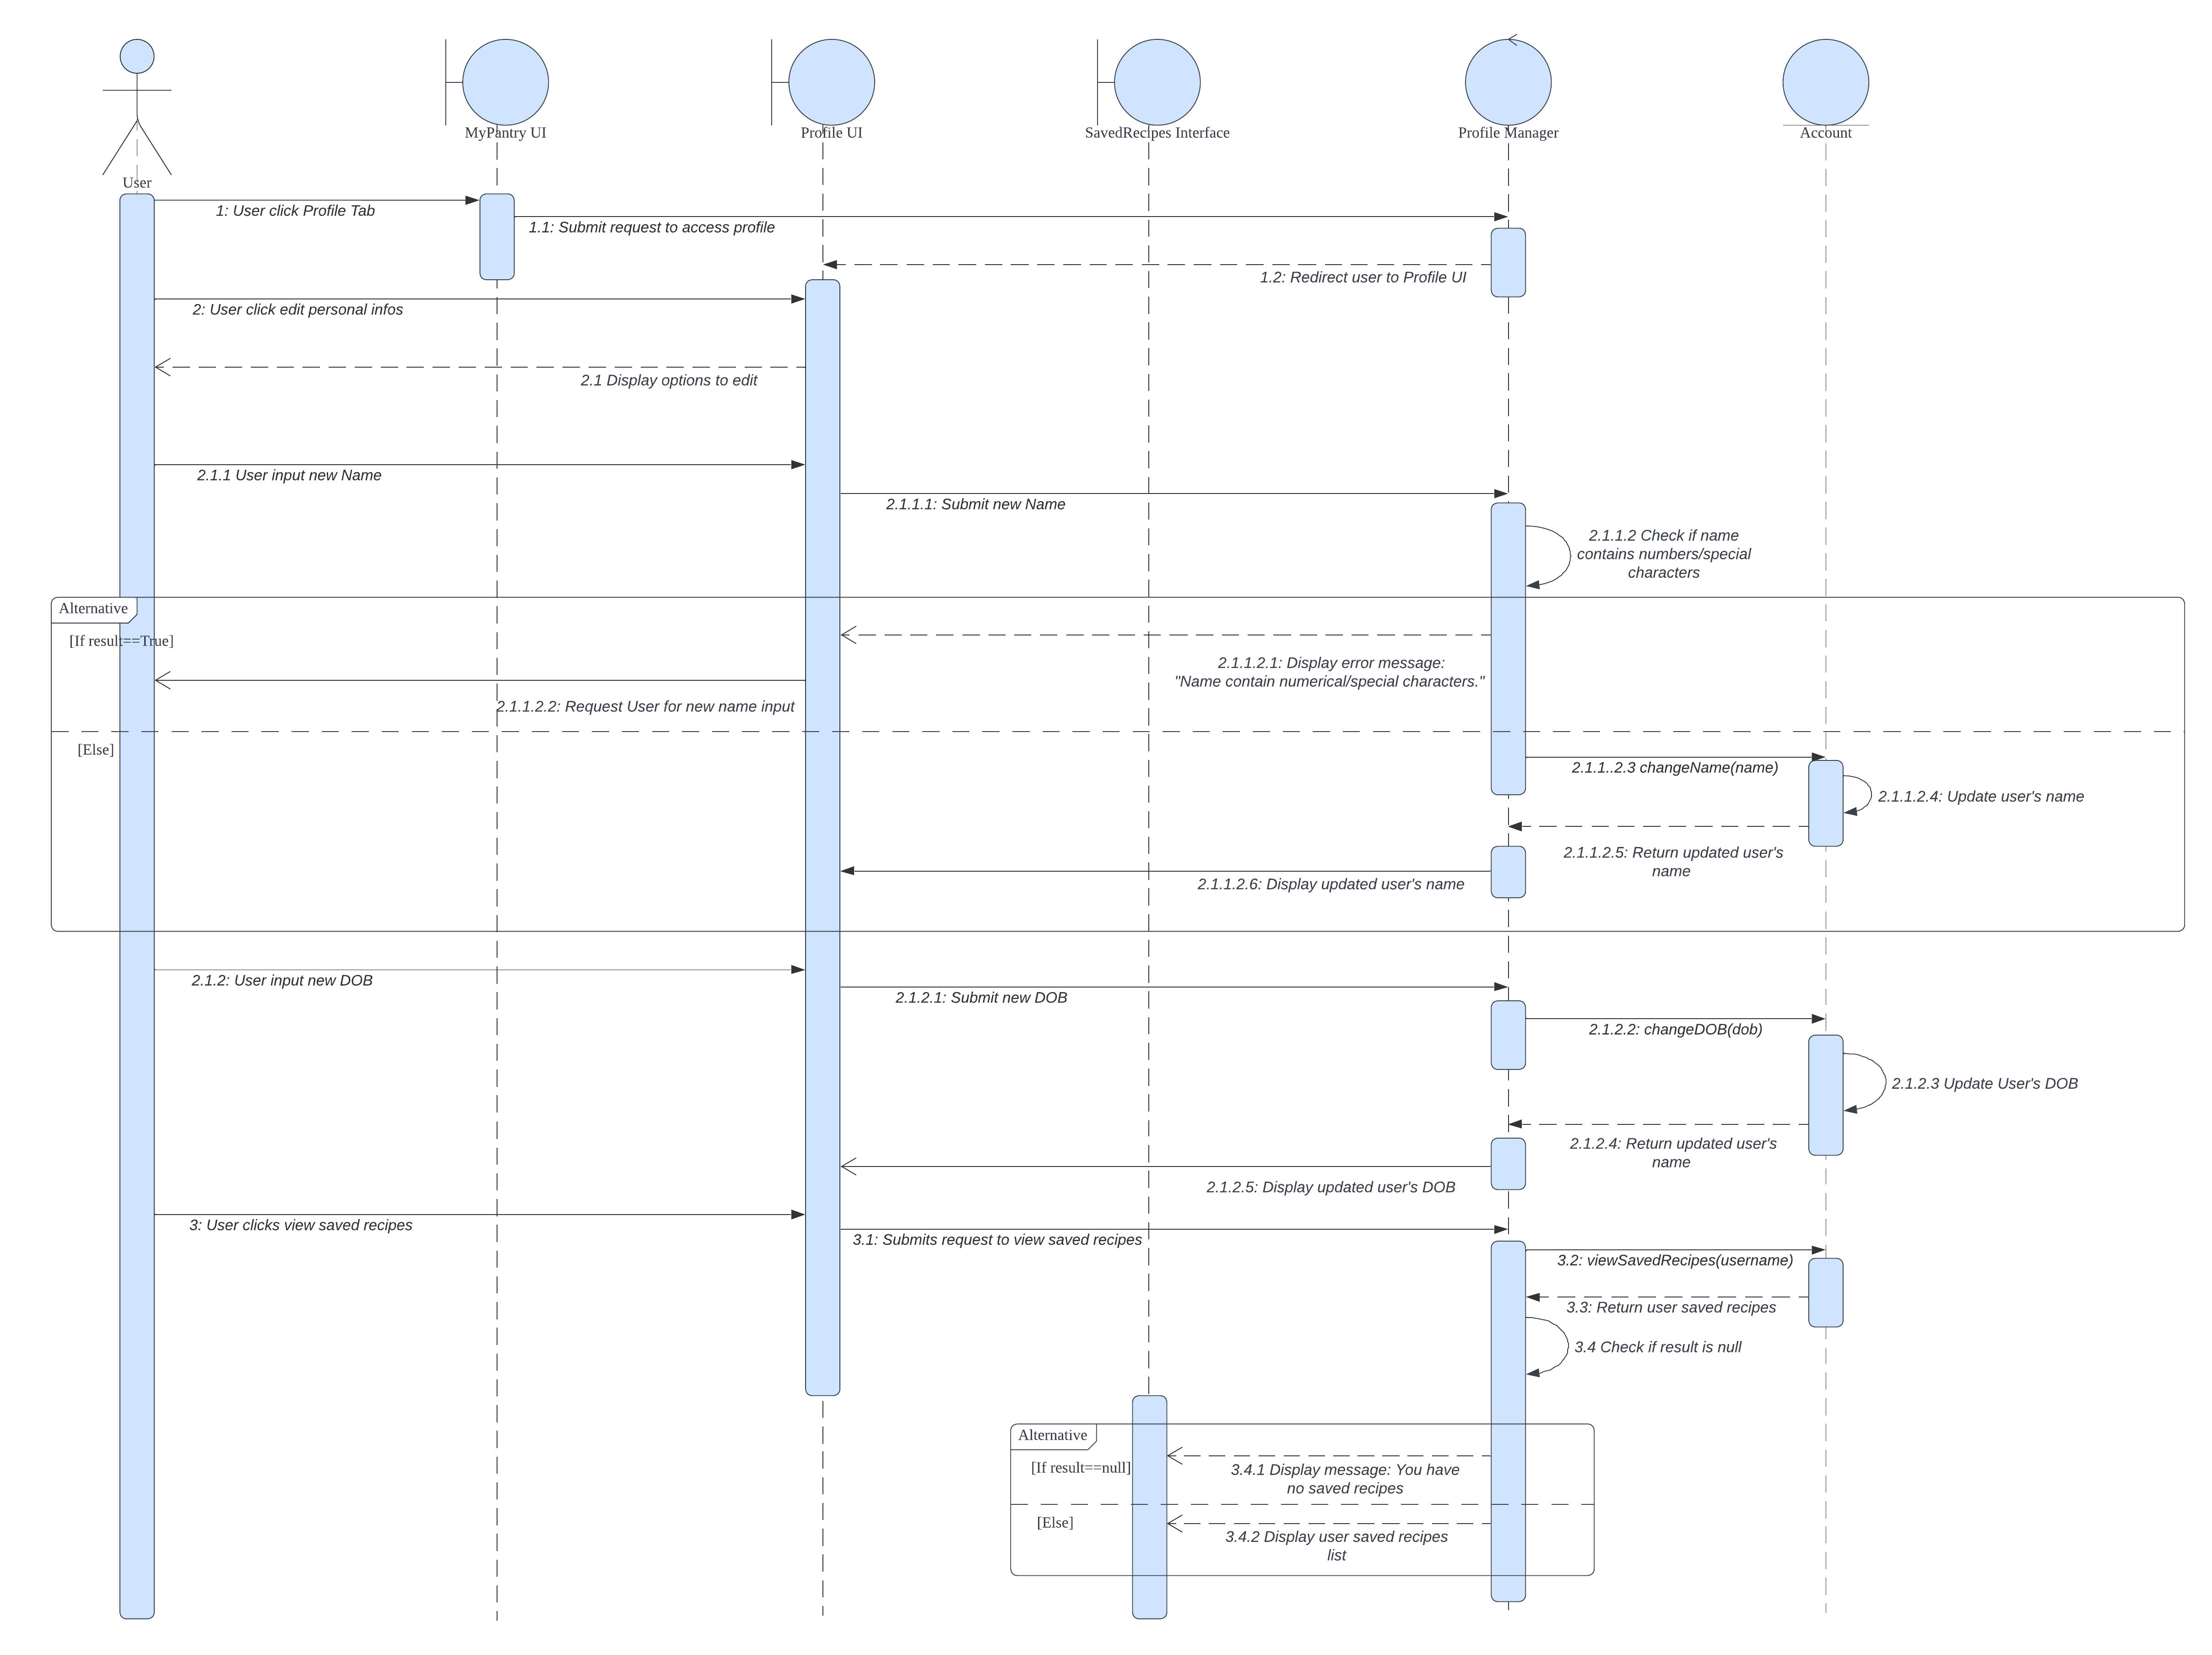 MyPantry UI
Profile UI
SavedRecipes Interface
Profile Manager
Account
User
1: User click Profile Tab
1.1: Submit request to access profile
1.2: Redirect user to Profile UI
2: User click edit personal infos
2.1 Display options to edit
2.1.1 User input new Name
2.1.1.1: Submit new Name
2.1.1.2 Check if name
contains numbers/special
characters
Alternative
[If result==True]
2.1.1.2.1: Display error message:
"Name contain numerical/special characters."
2.1.1.2.2: Request User for new name input
[Else]
2.1.1..2.3 changeName(name)
2.1.1.2.4: Update user's name
2.1.1.2.5: Return updated user's
name
2.1.1.2.6: Display updated user's name
2.1.2: User input new DOB
2.1.2.1: Submit new DOB
2.1.2.2: changeDOB(dob)
2.1.2.3 Update User's DOB
2.1.2.4: Return updated user's
name
2.1.2.5: Display updated user's DOB
3: User clicks view saved recipes
3.1: Submits request to view saved recipes
3.2: viewSavedRecipes(username)
3.3: Return user saved recipes
3.4 Check if result is null
Alternative
[If result==null]
3.4.1 Display message: You have
no saved recipes
[Else]
3.4.2 Display user saved recipes
list